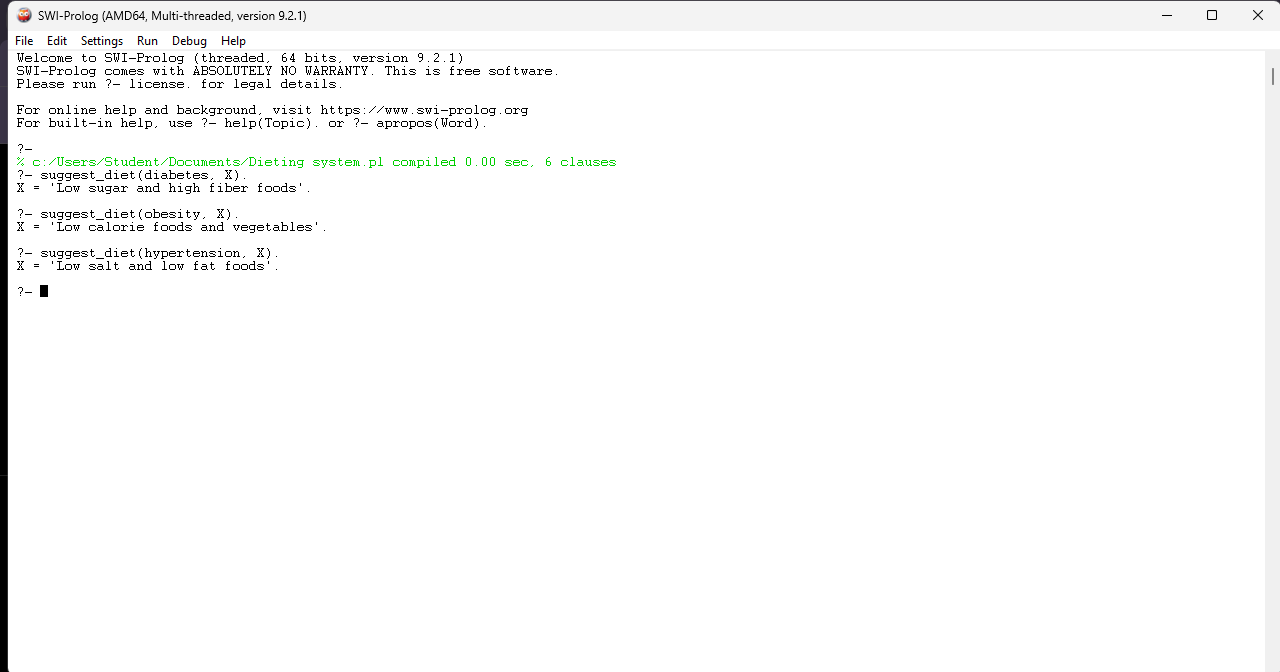 SWI-Prolog (AMD64, Multi-threaded, version 9.2.1)
File Edit Settings Run Debug Help
Welcome to SWI-Prolog (threaded, 64 bits, version 9.2.1)
SWI-Prolog comes with ABSOLUTELY NO WARRANTY. This is free software.
Please run ?- license. for legal details.
For online help and background, visit https://www.swi-prolog.org
For built-in help, use ?- help(Topic). or ?- apropos(Word).
?-
% c:/Users/Student/Documents/Dieting system.pl compiled 0.00 sec, 6 clauses
?- suggest_diet(diabetes, X).
X = 'Low sugar and high fiber foods'.
?- suggest_diet(obesity, X).
X = 'Low calorie foods and vegetables'.
?- suggest_diet(hypertension, X).
X = 'Low salt and low fat foods'.
?-